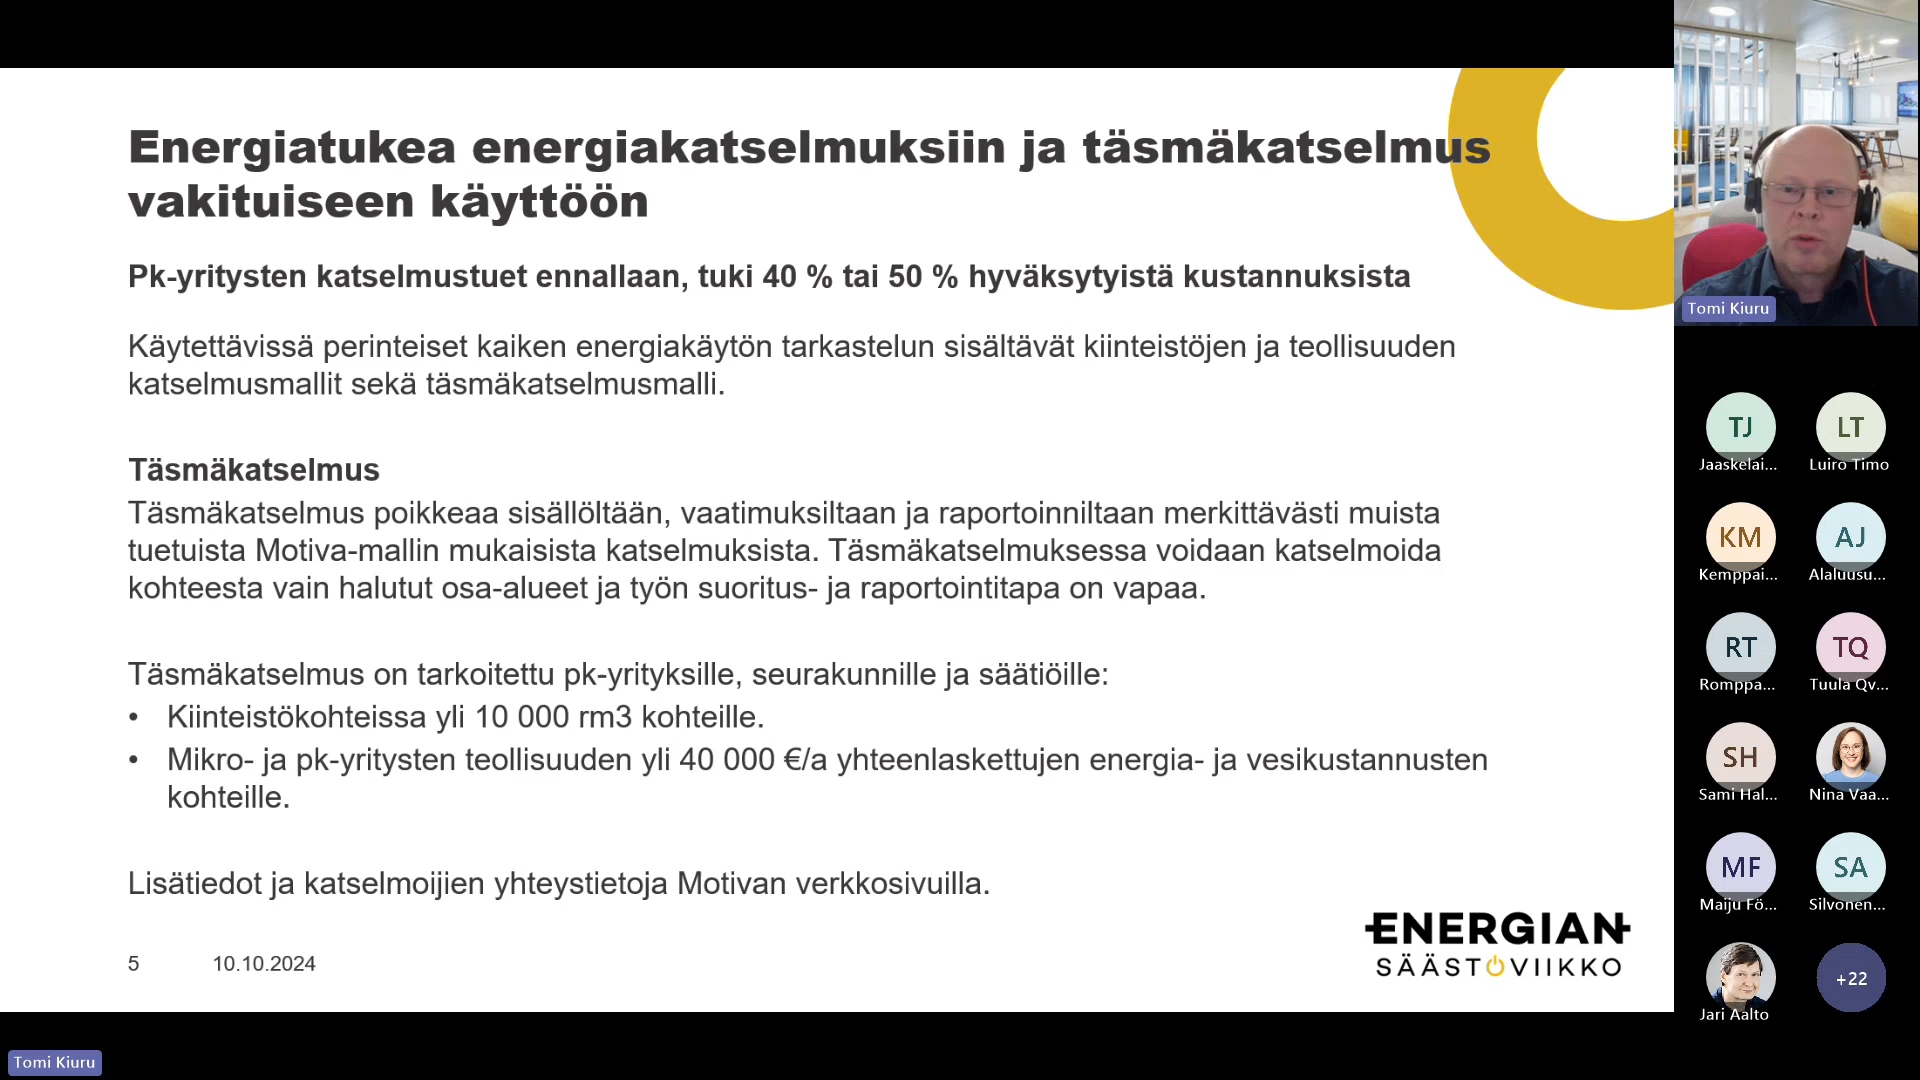 Energiatukea energiakatselmuksiin ja täsmäkatselmus
vakituiseen käyttöön
Pk-yritysten katselmustuet ennallaan, tuki 40 % tai 50 % hyväksytyistä kustannuksista
Käytettävissä perinteiset kaiken energiakäytön tarkastelun sisältävät kiinteistöjen ja teollisuuden
katselmusmallit sekä täsmäkatselmusmalli.
Täsmäkatselmus
Täsmäkatselmus poikkeaa sisällöltään, vaatimuksiltaan ja raportoinniltaan merkittävästi muista
tuetuista Motiva-mallin mukaisista katselmuksista. Täsmäkatselmuksessa voidaan katselmoida
kohteesta vain halutut osa-alueet ja työn suoritus- ja raportointitapa on vapaa.
Täsmäkatselmus on tarkoitettu pk-yrityksille, seurakunnille ja säätiöille:
• Kiinteistökohteissa yli 10 000 rm3 kohteille.
• Mikro- ja pk-yritysten teollisuuden yli 40 000 €/a yhteenlaskettujen energia- ja vesikustannusten
kohteille.
Lisätiedot ja katselmoijien yhteystietoja Motivan verkkosivuilla.
5 10.10.2024
ENERGIAN
SÄÄSTÖVIIKKO
Tomi Kiuru
Tomi Kiuru
TJ LT
Jaaskelai... Luiro Timo
KM AJ
Kemppai... Alaluusu...
RT TQ
Romppa... Tuula Qv...
SH
Sami Hal... Nina Vaa...
MF SA
Maiju Fö... Silvonen...
+22
Jari Aalto